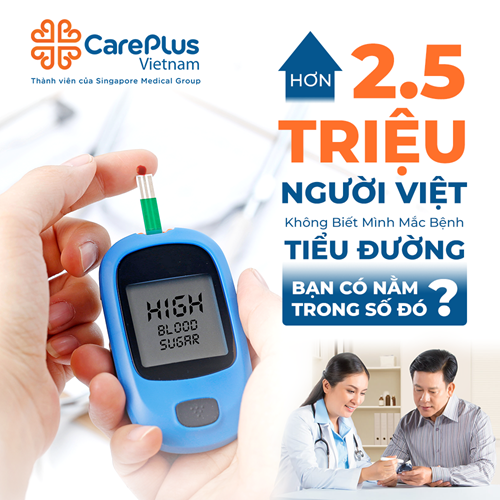 CarePlus
Vietnam
Thành viên của Singapore Medical Group
HƠN
2.5
TRIỆU
NGƯỜI VIỆT
Không Biết Mình Mắc Bệnh
TIỂU ĐƯỜNG
BẠN CÓ NẰM
TRONG SỐ ĐÓ ?
HIGH
BLOOD
SUGAR